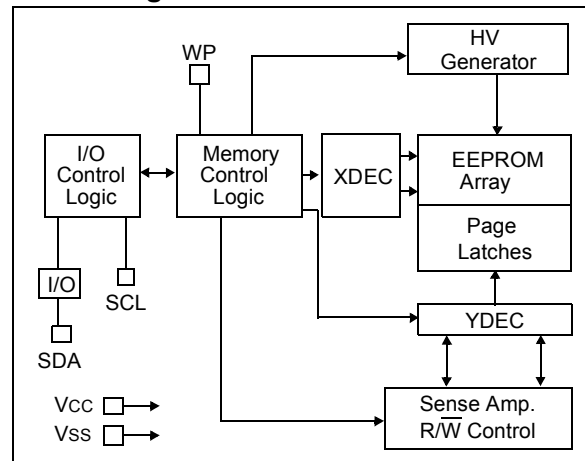 HV
Generator
WP
I/O
Control
Logic
Memory
Control
Logic
XDEC
EEPROM
Array
Page
Latches
I/O
SCL
SDA
YDEC
VCC
VSS
Sense Amp.
R/W̅ Control